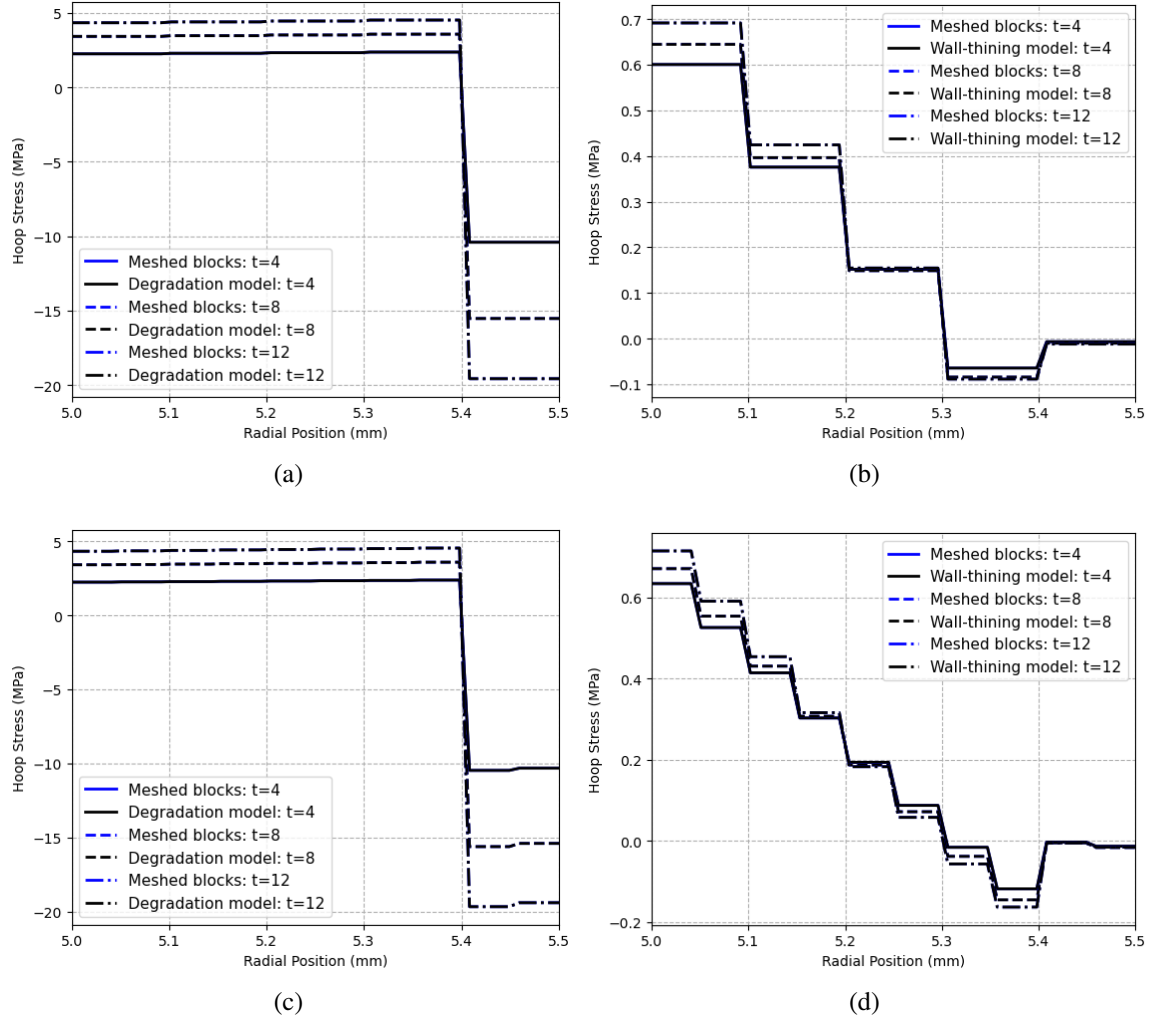 5
0
−5
−10
−15
−20
Hoop Stress (MPa)
Meshed blocks: t=4
Degradation model: t=4
Meshed blocks: t=8
Degradation model: t=8
Meshed blocks: t=12
Degradation model: t=12
5.0 5.1 5.2 5.3 5.4 5.5
Radial Position (mm)
(a)
0.7
0.6
0.5
0.4
0.3
0.2
0.1
0.0
−0.1
Hoop Stress (MPa)
Meshed blocks: t=4
Wall-thining model: t=4
Meshed blocks: t=8
Wall-thining model: t=8
Meshed blocks: t=12
Wall-thining model: t=12
5.0 5.1 5.2 5.3 5.4 5.5
Radial Position (mm)
(b)
5
0
−5
−10
−15
−20
Hoop Stress (MPa)
Meshed blocks: t=4
Degradation model: t=4
Meshed blocks: t=8
Degradation model: t=8
Meshed blocks: t=12
Degradation model: t=12
5.0 5.1 5.2 5.3 5.4 5.5
Radial Position (mm)
(c)
0.6
0.4
0.2
0.0
−0.2
Hoop Stress (MPa)
Meshed blocks: t=4
Wall-thining model: t=4
Meshed blocks: t=8
Wall-thining model: t=8
Meshed blocks: t=12
Wall-thining model: t=12
5.0 5.1 5.2 5.3 5.4 5.5
Radial Position (mm)
(d)